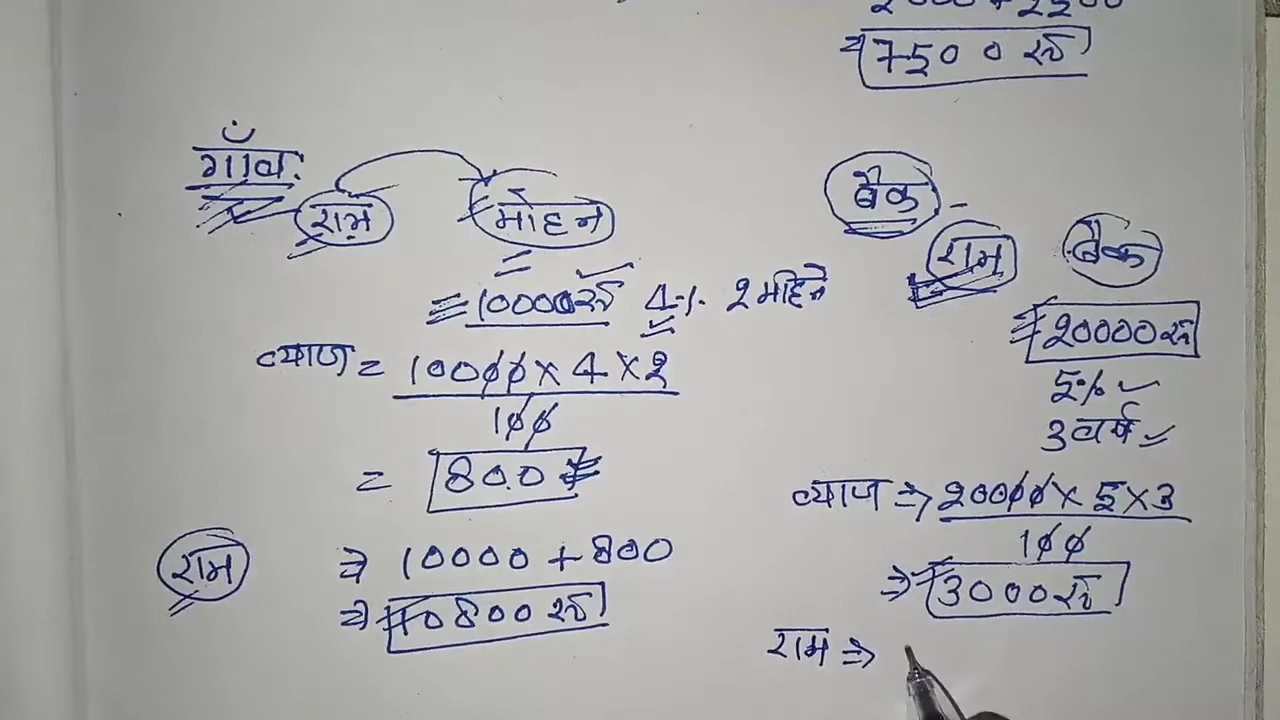 = 7500 रू
गाँव:
राम मोहन
10000रू 4% 2 महिने
ब्याज = 10000 × 4 × 2
100
= 800
राम ⇒ 10000 + 800
⇒ 10800 रू
बैंक -
राम बैंक
= 20000 रू
5%
3 वर्ष
ब्याज ⇒ 20000 × 5 × 3
100
⇒ 3000 रू
राम ⇒